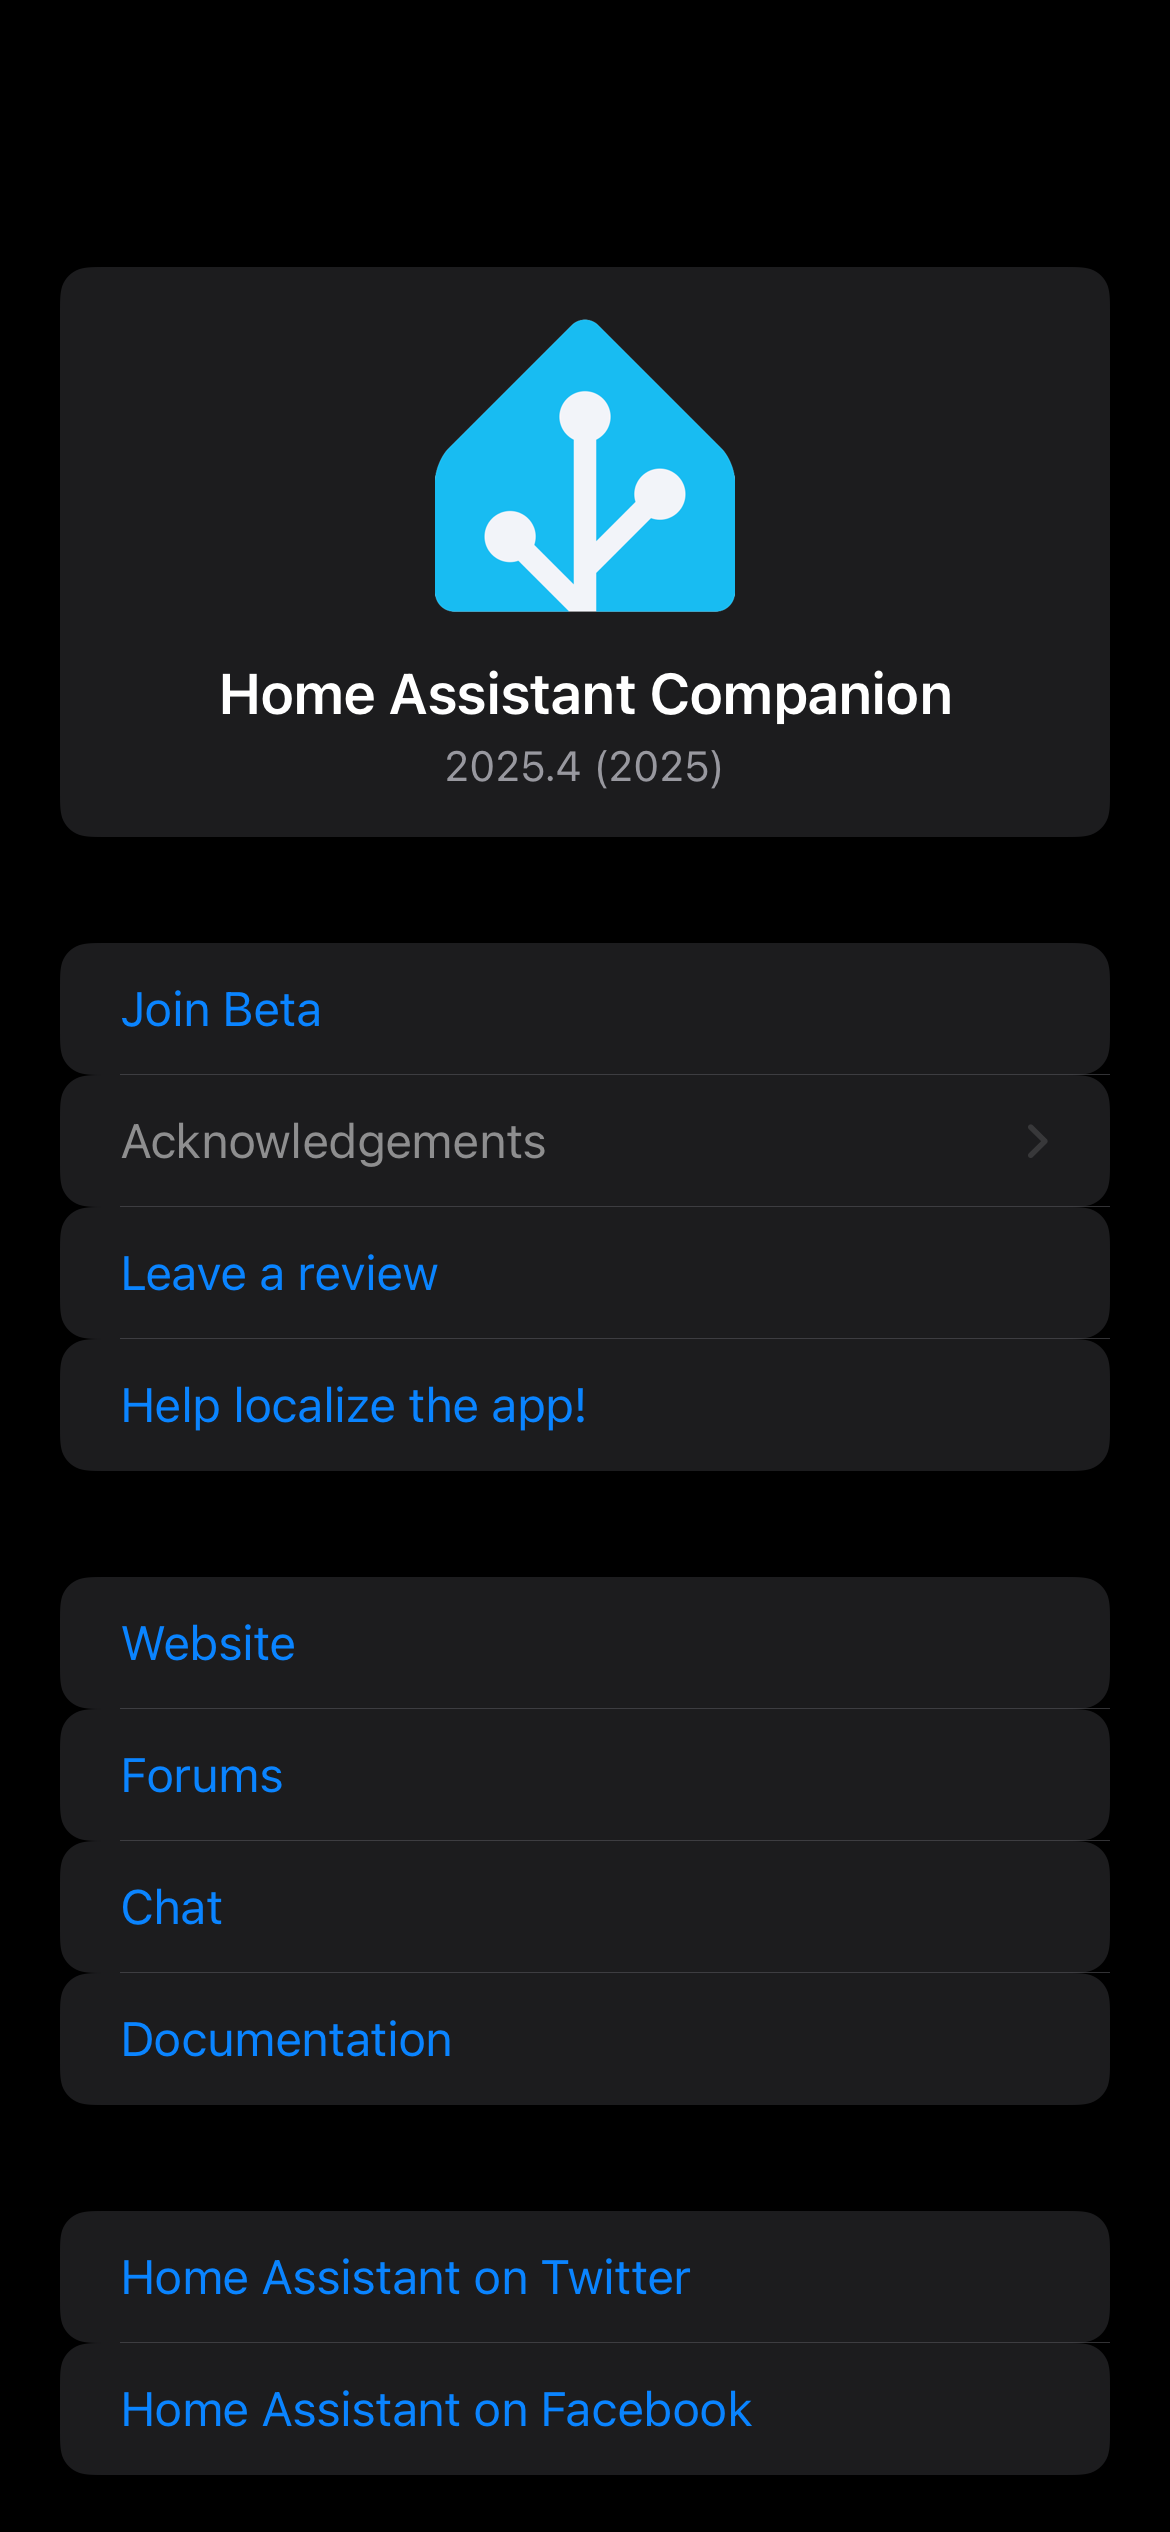 Home Assistant Companion
2025.4 (2025)
Join Beta
Acknowledgements
Leave a review
Help localize the app!
Website
Forums
Chat
Documentation
Home Assistant on Twitter
Home Assistant on Facebook